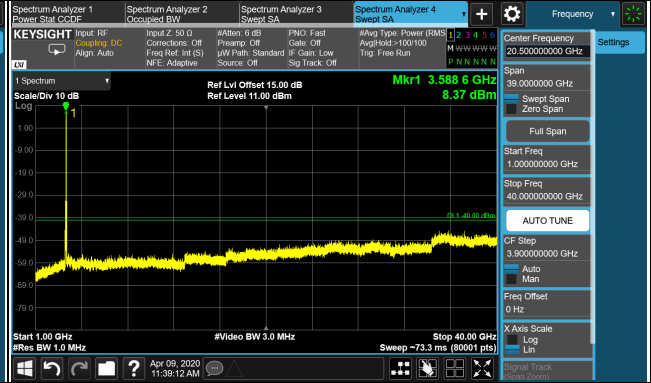 Spectrum Analyzer 1
Power Stat CCDF
Spectrum Analyzer 2
Occupied BW
Spectrum Analyzer 3
Swept SA
Spectrum Analyzer 4
Swept SA
Frequency
KEYSIGHT
Input: RF
Coupling: DC
Align: Auto
Input Z: 50 Ω
Corrections: Off
Freq Ref: Int (S)
NFE: Adaptive
#Atten: 6 dB
Preamp: Off
µW Path: Standard
Source: Off
PNO: Fast
Gate: Off
IF Gain: Low
Sig Track: Off
#Avg Type: Power (RMS
Avg|Hold:>100/100
Trig: Free Run
1 2 3 4 5 6
M W W W W W
P N N N N N
LXI
1 Spectrum
Scale/Div 10 dB
Log
Ref Lvl Offset 15.00 dB
Ref Level 11.00 dBm
Mkr1 3.588 6 GHz
8.37 dBm
1
1.00
-9.00
-19.0
-29.0
-39.0
-49.0
-59.0
-69.0
-79.0
DL1 -40.00 dBm
Start 1.00 GHz
#Res BW 1.0 MHz
#Video BW 3.0 MHz
Stop 40.00 GHz
Sweep ~73.3 ms (80001 pts)
Apr 09, 2020
11:39:12 AM
Center Frequency
20.500000000 GHz
Span
39.0000000 GHz
Swept Span
Zero Span
Full Span
Start Freq
1.000000000 GHz
Stop Freq
40.000000000 GHz
AUTO TUNE
CF Step
3.900000000 GHz
Auto
Man
Freq Offset
0 Hz
X Axis Scale
Log
Lin
Signal Track
(Span Zoom)
Settings